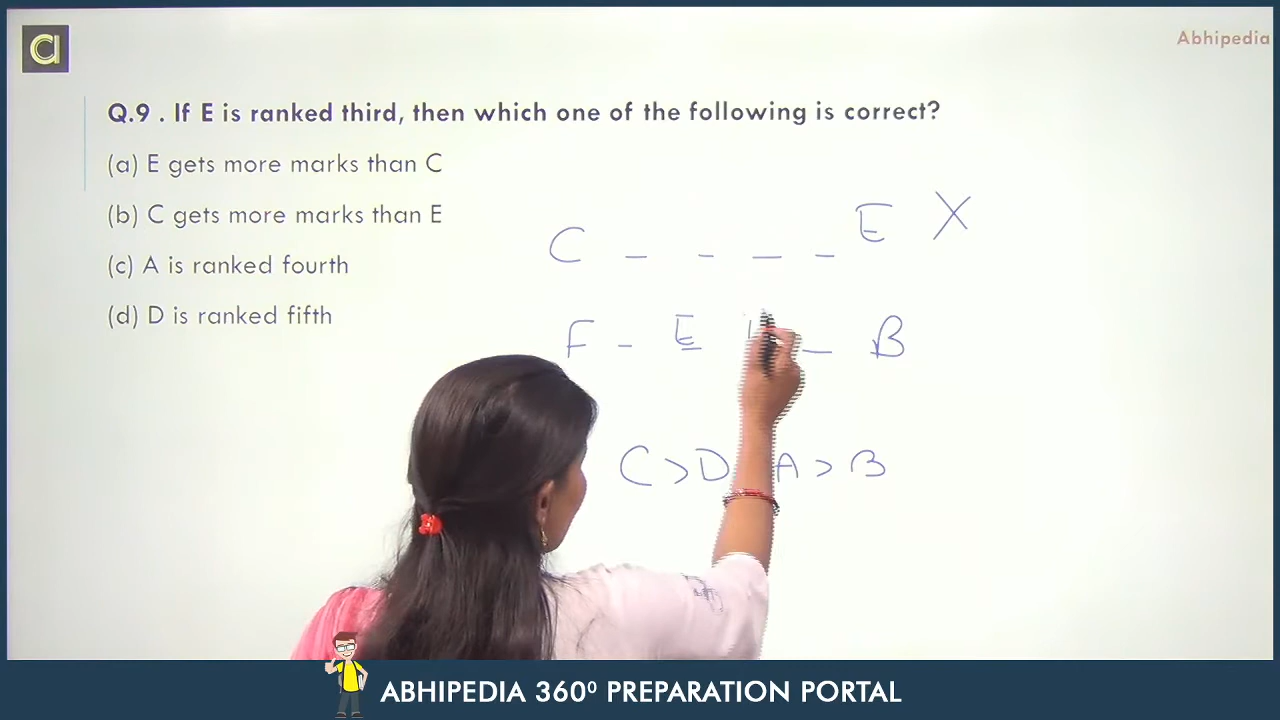 Abhipedia
Q.9 . If E is ranked third, then which one of the following is correct?
(a) E gets more marks than C
(b) C gets more marks than E
(c) A is ranked fourth
(d) D is ranked fifth
C _ _ _ _ E X
F _ E _ B
C > D A > B
ABHIPEDIA 360⁰ PREPARATION PORTAL